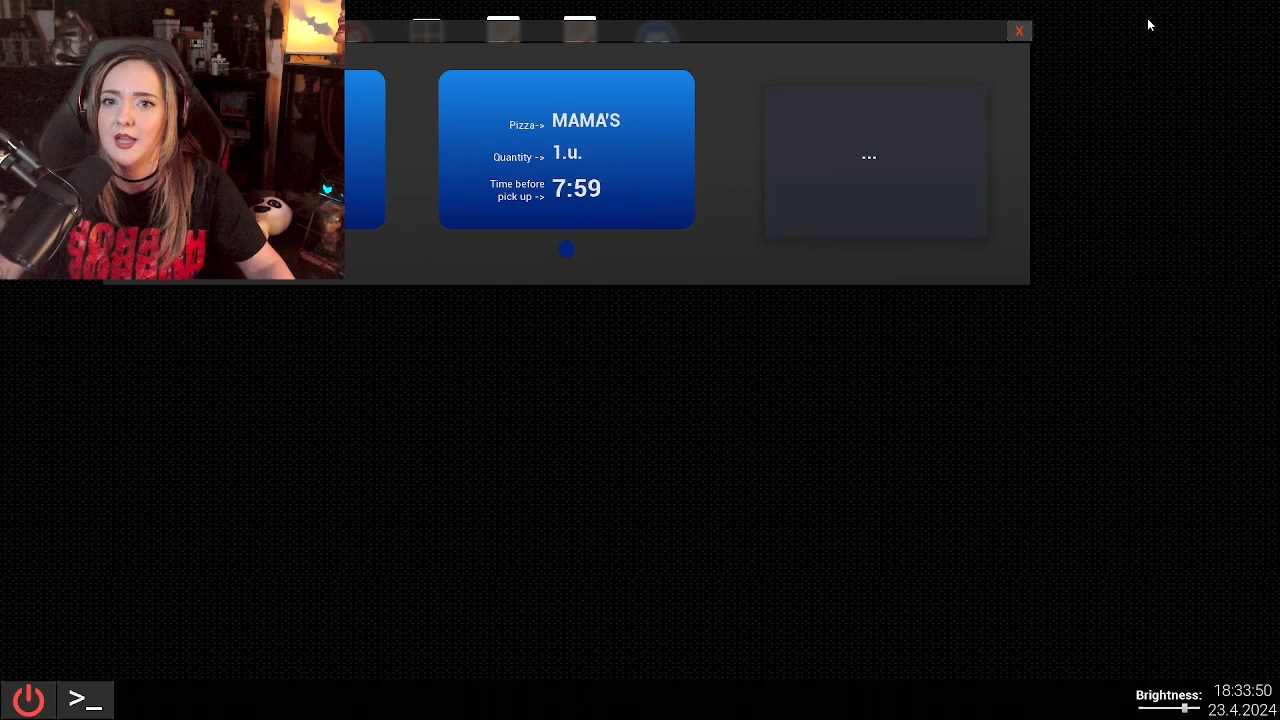 X
Pizza-> MAMA'S
Quantity -> 1.u.
Time before
pick up -> 7:59
...
>_
Brightness: 18:33:50
23.4.2024